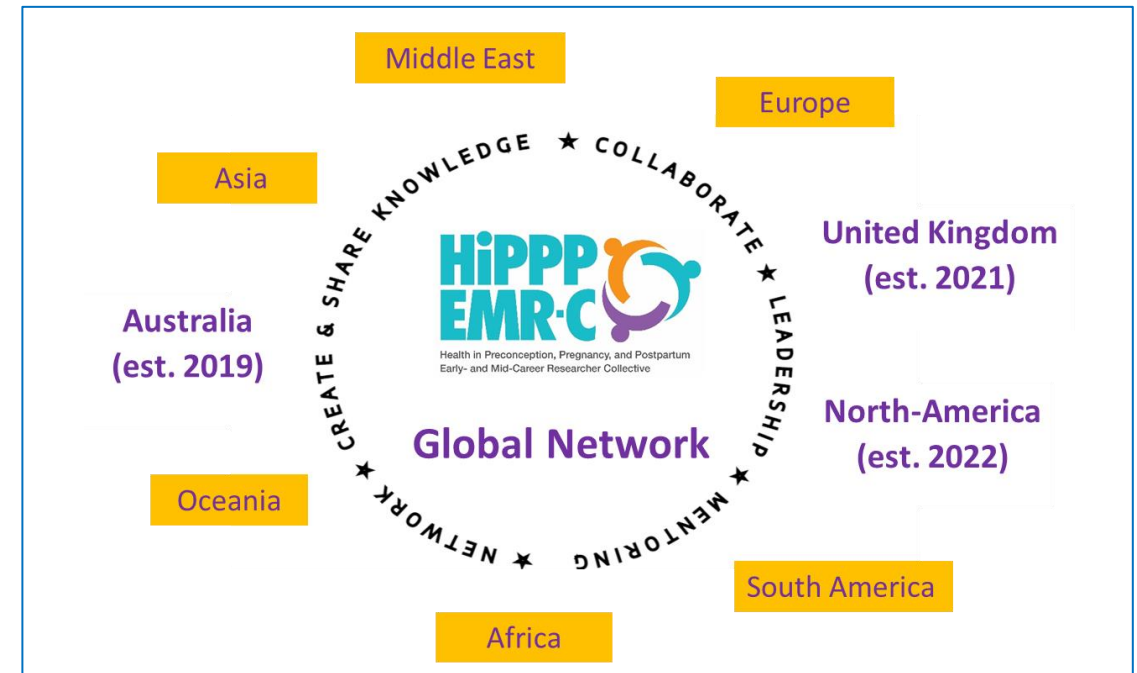 Middle East
Europe
Asia
★ COLLABORATE ★ LEADERSHIP ★ MENTORING ★ NETWORK ★ CREATE & SHARE KNOWLEDGE
United Kingdom
(est. 2021)
Australia
(est. 2019)
HiPPP
EMR-C
Health in Preconception, Pregnancy, and Postpartum
Early- and Mid-Career Researcher Collective
Global Network
North-America
(est. 2022)
Oceania
South America
Africa